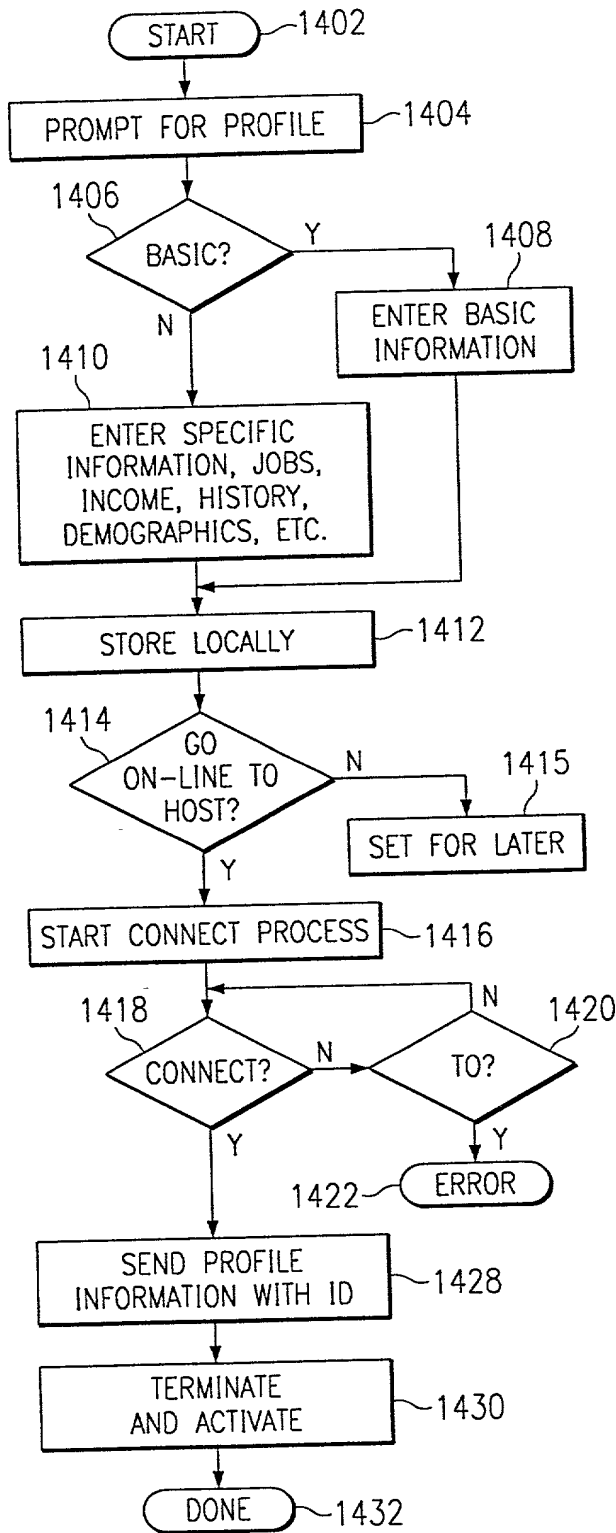 START
1402
PROMPT FOR PROFILE
1404
1406
BASIC?
Y
N
1408
ENTER BASIC
INFORMATION
1410
ENTER SPECIFIC
INFORMATION, JOBS,
INCOME, HISTORY,
DEMOGRAPHICS, ETC.
STORE LOCALLY
1412
1414
GO
ON-LINE TO
HOST?
N
Y
1415
SET FOR LATER
START CONNECT PROCESS
1416
1418
CONNECT?
N
Y
N
1420
TO?
Y
1422
ERROR
SEND PROFILE
INFORMATION WITH ID
1428
TERMINATE
AND ACTIVATE
1430
DONE
1432